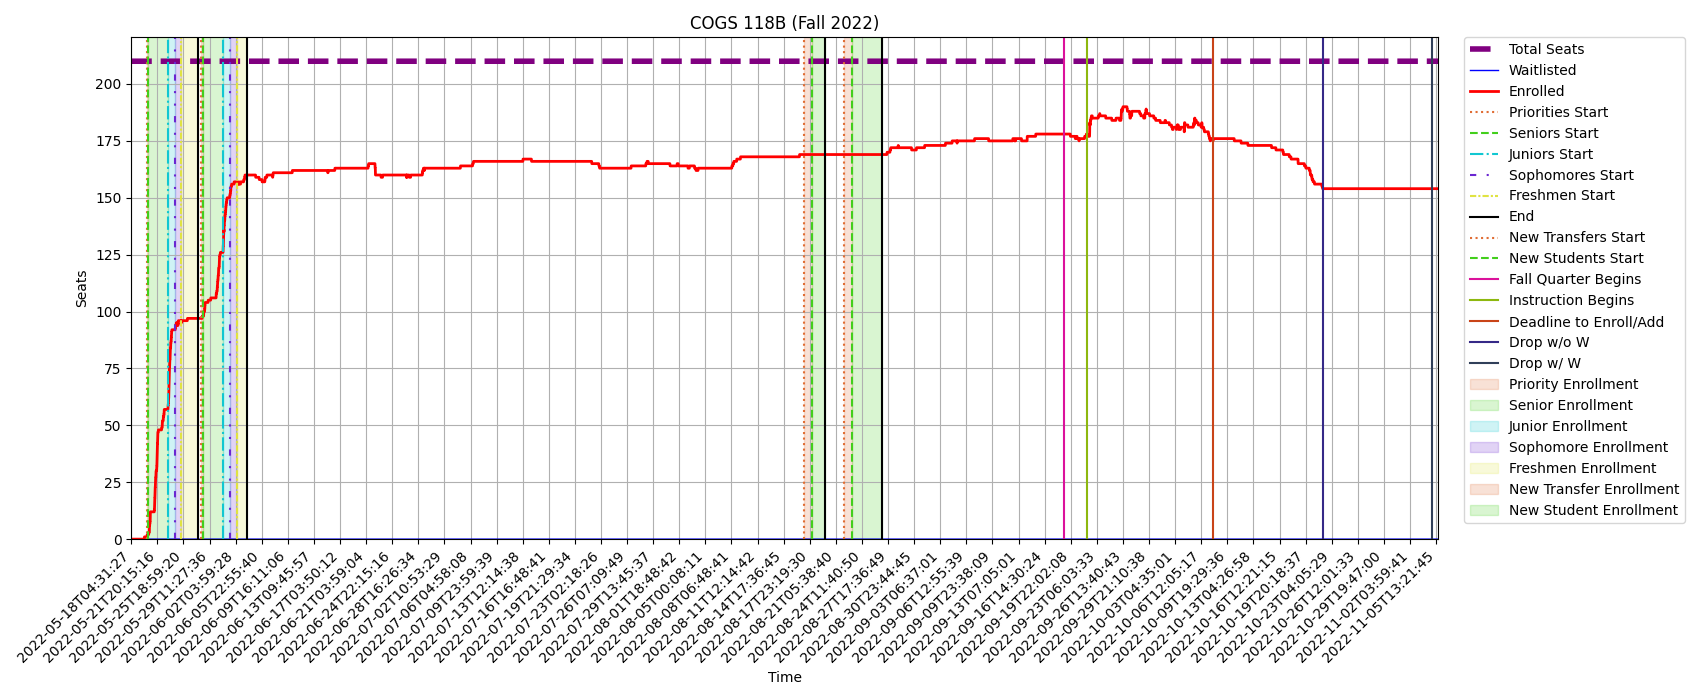 COGS 118B (Fall 2022)
Seats
200
175
150
125
100
75
50
25
0
2022-05-18T04:31:27
2022-05-21T20:15:16
2022-05-25T18:59:20
2022-05-29T11:27:36
2022-06-02T03:59:28
2022-06-05T22:55:40
2022-06-09T16:11:06
2022-06-13T09:45:57
2022-06-17T03:50:12
2022-06-21T03:59:04
2022-06-24T22:15:16
2022-06-28T16:26:34
2022-07-02T10:53:29
2022-07-06T04:58:08
2022-07-09T23:59:39
2022-07-13T12:14:38
2022-07-16T16:48:41
2022-07-19T21:29:34
2022-07-23T02:18:26
2022-07-26T07:09:49
2022-07-29T13:45:37
2022-08-01T18:48:42
2022-08-05T00:08:11
2022-08-08T06:48:41
2022-08-11T12:14:42
2022-08-14T17:36:45
2022-08-17T23:19:30
2022-08-21T05:38:40
2022-08-24T11:40:50
2022-08-27T17:36:49
2022-08-30T23:44:45
2022-09-03T06:37:01
2022-09-06T12:55:39
2022-09-09T23:38:09
2022-09-13T07:05:01
2022-09-16T14:30:24
2022-09-19T22:02:08
2022-09-23T06:03:33
2022-09-26T13:40:43
2022-09-29T21:10:38
2022-10-03T04:35:01
2022-10-06T12:05:17
2022-10-09T19:29:36
2022-10-13T04:26:58
2022-10-16T12:21:15
2022-10-19T20:18:37
2022-10-23T04:05:29
2022-10-26T12:01:33
2022-10-29T19:47:00
2022-11-02T03:59:41
2022-11-05T13:21:45
Time
Total Seats
Waitlisted
Enrolled
Priorities Start
Seniors Start
Juniors Start
Sophomores Start
Freshmen Start
End
New Transfers Start
New Students Start
Fall Quarter Begins
Instruction Begins
Deadline to Enroll/Add
Drop w/o W
Drop w/ W
Priority Enrollment
Senior Enrollment
Junior Enrollment
Sophomore Enrollment
Freshmen Enrollment
New Transfer Enrollment
New Student Enrollment